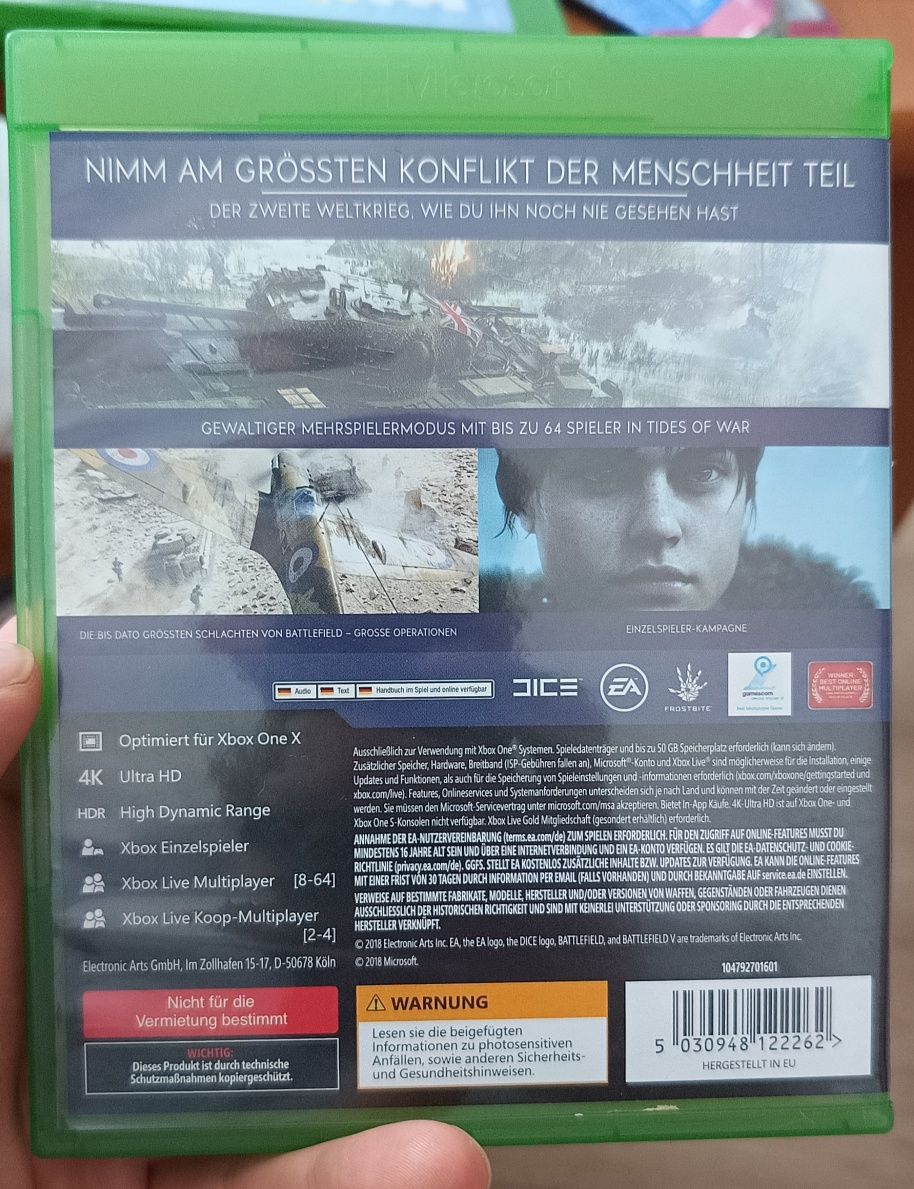 Microsoft
NIMM AM GRÖSSTEN KONFLIKT DER MENSCHHEIT TEIL
DER ZWEITE WELTKRIEG, WIE DU IHN NOCH NIE GESEHEN HAST
GEWALTIGER MEHRSPIELERMODUS MIT BIS ZU 64 SPIELER IN TIDES OF WAR
DIE BIS DATO GRÖSSTEN SCHLACHTEN VON BATTLEFIELD – GROSSE OPERATIONEN
EINZELSPIELER-KAMPAGNE
Audio
Text
Handbuch im Spiel und online verfügbar
DICE
EA
FROSTBITE
gamescom
WINNER:
BEST ONLINE
MULTIPLAYER
Optimiert für Xbox One X
4K Ultra HD
HDR High Dynamic Range
Xbox Einzelspieler
Xbox Live Multiplayer [8-64]
Xbox Live Koop-Multiplayer
[2-4]
Electronic Arts GmbH, Im Zollhafen 15-17, D-50678 Köln
Ausschließlich zur Verwendung mit Xbox One® Systemen. Spieledatenträger und bis zu 50 GB Speicherplatz erforderlich (kann sich ändern).
Zusätzlicher Speicher, Hardware, Breitband (ISP-Gebühren fallen an), Microsoft®-Konto und Xbox Live® sind möglicherweise für die Installation, einige
Updates und Funktionen, als auch für die Speicherung von Spieleinstellungen und -informationen erforderlich (xbox.com/xboxone/gettingstarted und
xbox.com/live). Features, Onlineservices und Systemanforderungen unterscheiden sich je nach Land und können mit der Zeit geändert oder eingestellt
werden. Sie müssen den Microsoft-Servicevertrag unter microsoft.com/msa akzeptieren. Bietet In-App Käufe. 4K-Ultra HD ist auf Xbox One- und
Xbox One S-Konsolen nicht verfügbar. Xbox Live Gold Mitgliedschaft (gesondert erhältlich) erforderlich.
ANNAHME DER EA-NUTZERVEREINBARUNG (terms.ea.com/de) ZUM SPIELEN ERFORDERLICH. FÜR DEN ZUGRIFF AUF ONLINE-FEATURES MUSST DU
MINDESTENS 16 JAHRE ALT SEIN UND ÜBER EINE INTERNETVERBINDUNG UND EIN EA-KONTO VERFÜGEN. ES GILT DIE EA-DATENSCHUTZ- UND COOKIE-
RICHTLINIE (privacy.ea.com/de). GGFS. STELLT EA KOSTENLOS ZUSÄTZLICHE INHALTE BZW. UPDATES ZUR VERFÜGUNG. EA KANN DIE ONLINE-FEATURES
MIT EINER FRIST VON 30 TAGEN DURCH INFORMATION PER EMAIL (FALLS VORHANDEN) UND DURCH BEKANNTGABE AUF service.ea.de EINSTELLEN.
VERWEISE AUF BESTIMMTE FABRIKATE, MODELLE, HERSTELLER UND/ODER VERSIONEN VON WAFFEN, GEGENSTÄNDEN ODER FAHRZEUGEN DIENEN
AUSSCHLIESSLICH DER HISTORISCHEN RICHTIGKEIT UND SIND MIT KEINERLEI UNTERSTÜTZUNG ODER SPONSORING DURCH DIE ENTSPRECHENDEN
HERSTELLER VERKNÜPFT.
© 2018 Electronic Arts Inc. EA, the EA logo, the DICE logo, BATTLEFIELD, and BATTLEFIELD V are trademarks of Electronic Arts Inc.
© 2018 Microsoft.
104792701601
Nicht für die
Vermietung bestimmt
WICHTIG:
Dieses Produkt ist durch technische
Schutzmaßnahmen kopiergeschützt.
WARNUNG
Lesen sie die beigefügten
Informationen zu photosensitiven
Anfällen, sowie anderen Sicherheits-
und Gesundheitshinweisen.
5 030948 122262 >
HERGESTELLT IN EU